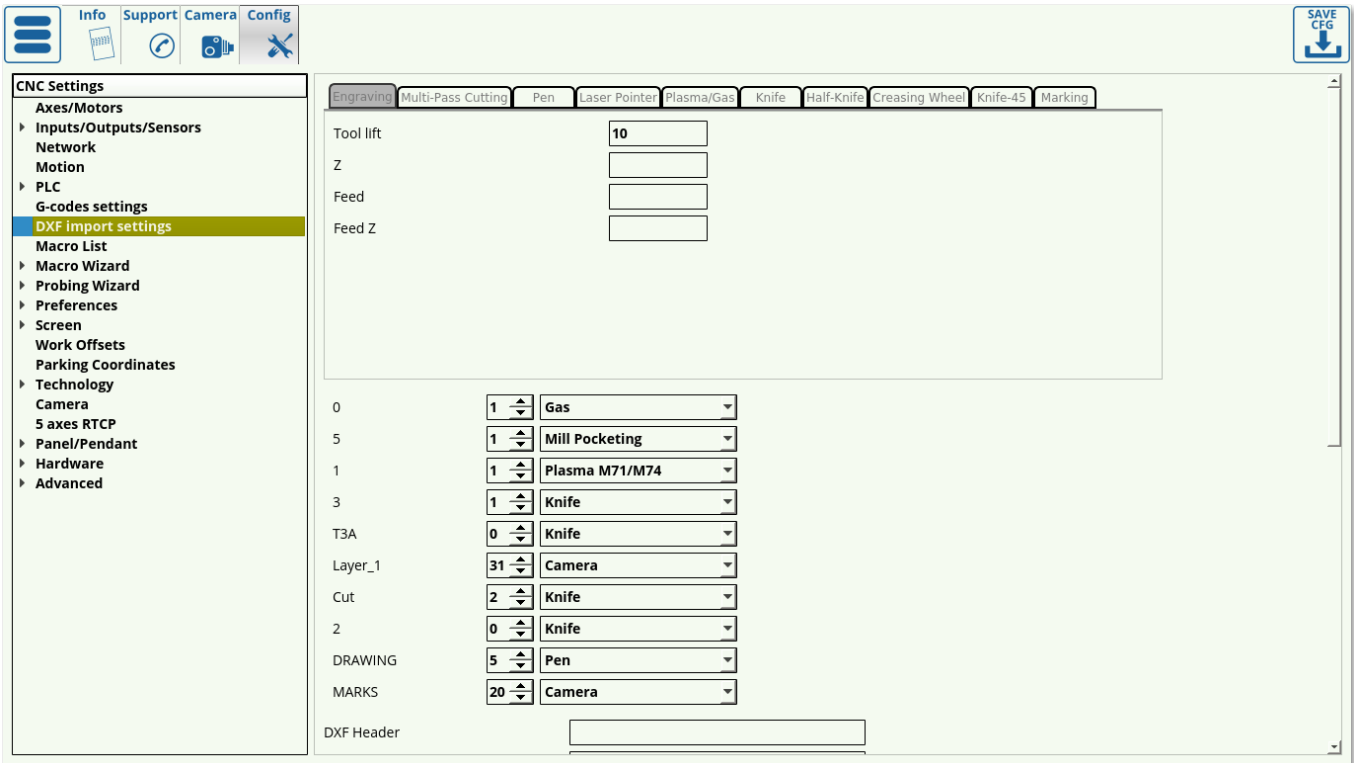 Info Support Camera Config
SAVE
CFG
CNC Settings
Axes/Motors
Inputs/Outputs/Sensors
Network
Motion
PLC
G-codes settings
DXF import settings
Macro List
Macro Wizard
Probing Wizard
Preferences
Screen
Work Offsets
Parking Coordinates
Technology
Camera
5 axes RTCP
Panel/Pendant
Hardware
Advanced
Engraving Multi-Pass Cutting Pen Laser Pointer Plasma/Gas Knife Half-Knife Creasing Wheel Knife-45 Marking
Tool lift 10
Z
Feed
Feed Z
0 1 Gas
5 1 Mill Pocketing
1 1 Plasma M71/M74
3 1 Knife
T3A 0 Knife
Layer_1 31 Camera
Cut 2 Knife
2 0 Knife
DRAWING 5 Pen
MARKS 20 Camera
DXF Header